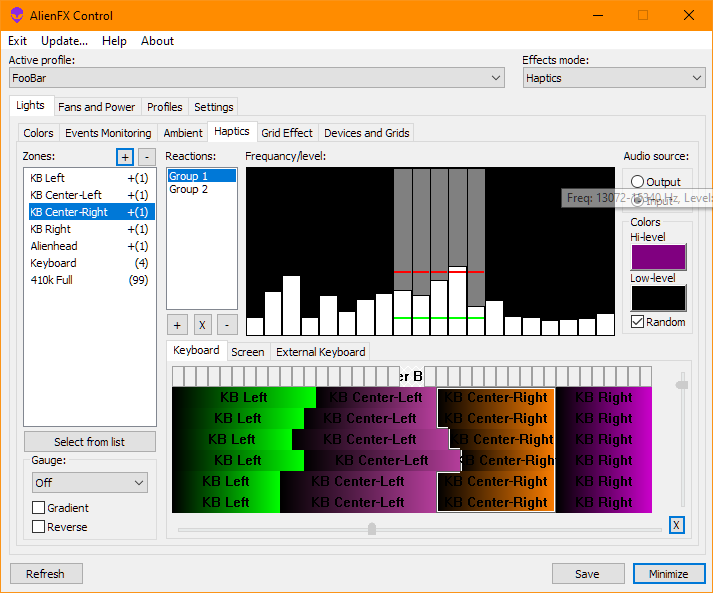 AlienFX Control
Exit Update... Help About
Active profile: Effects mode:
FooBar Haptics
Lights Fans and Power Profiles Settings
Colors Events Monitoring Ambient Haptics Grid Effect Devices and Grids
Zones: + - Reactions: Frequency/level: Audio source:
KB Left +(1)
KB Center-Left +(1)
KB Center-Right +(1)
KB Right +(1)
Alienhead +(1)
Keyboard (4)
410k Full (99)
Group 1
Group 2
+ X -
Output
Input
Freq: 13072-16340 Hz, Level:
Colors
Hi-level
Low-level
Random
Keyboard Screen External Keyboard
KB Left KB Center-Left KB Center-Right KB Right
KB Left KB Center-Left KB Center-Right KB Right
KB Left KB Center-Left KB Center-Right KB Right
KB Left KB Center-Left KB Center-Right KB Right
KB Left KB Center-Left KB Center-Right KB Right
KB Left KB Center-Left KB Center-Right KB Right
X
Select from list
Gauge:
Off
Gradient
Reverse
Refresh Save Minimize